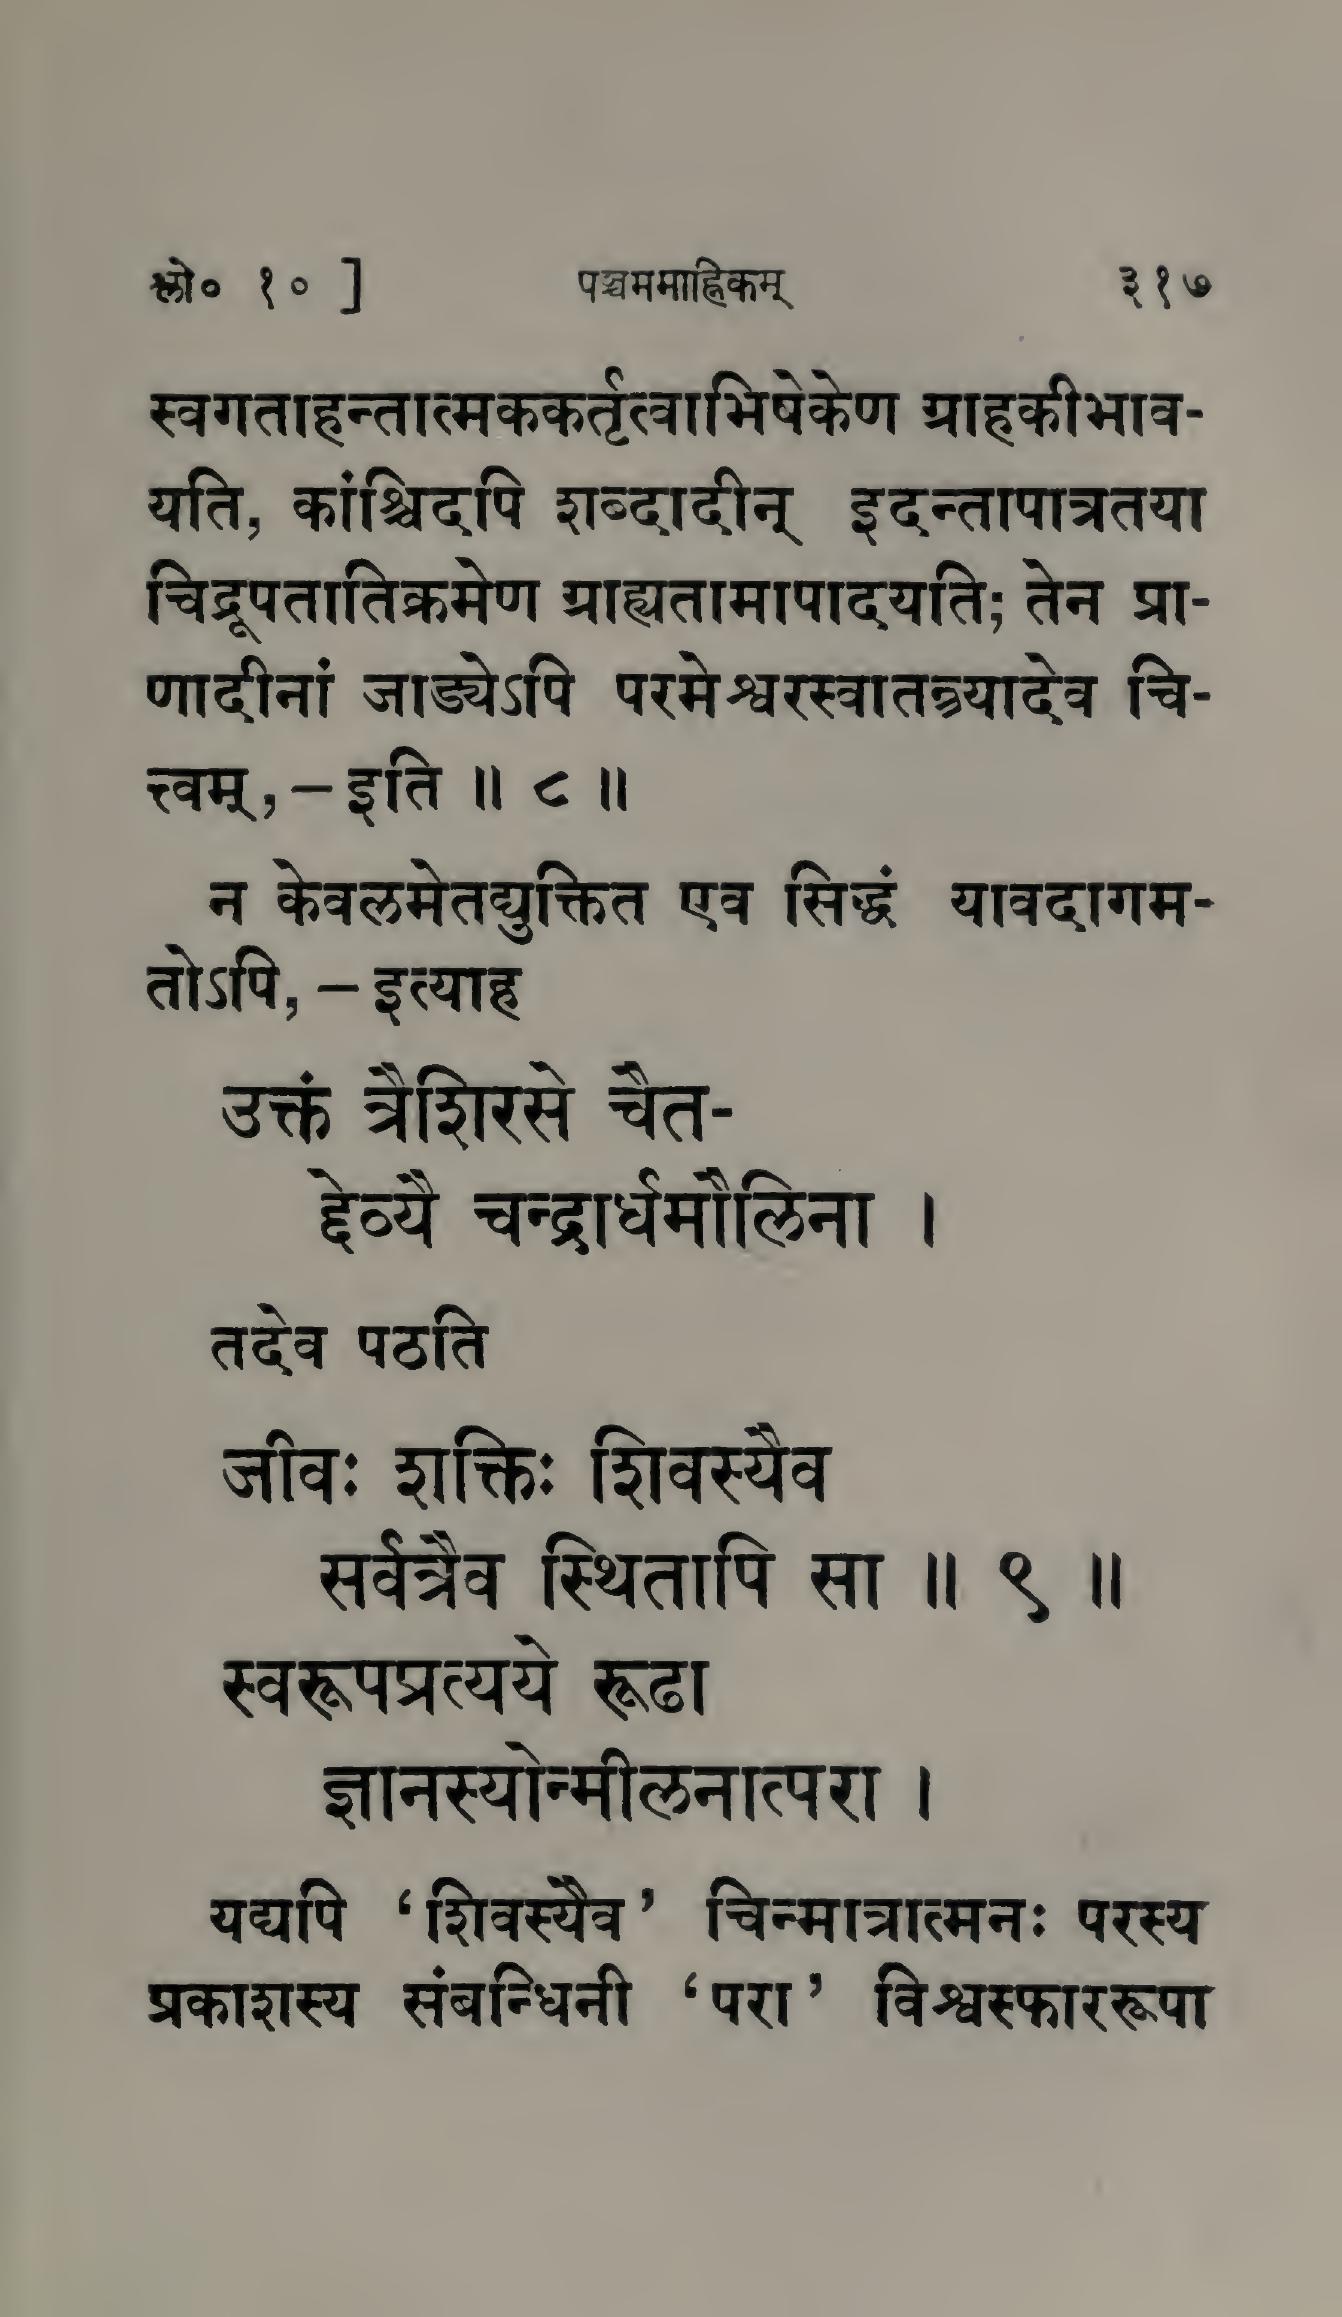 श्लो० १० ] पञ्चममाह्निकम् ३१७
स्वगताहन्तात्मककर्तृत्वाभिषेकेण ग्राहकीभाव-
यति, कांश्चिदपि शब्दादीन् इदन्तापात्रतया
चिद्रूपतातिक्रमेण ग्राह्यतामापादयति; तेन प्रा-
णादीनां जाड्येऽपि परमेश्वरस्वातन्त्र्यादेव चि-
त्त्वम्, – इति ॥ ८ ॥
न केवलमेतद्युक्तित एव सिद्धं यावदागम-
तोऽपि, – इत्याह
उक्तं त्रैशिरसे चैत-
द्देव्यै चन्द्रार्धमौलिना ।
तदेव पठति
जीवः शक्तिः शिवस्यैव
सर्वत्रैव स्थितापि सा ॥ ९ ॥
स्वरूपप्रत्यये रूढा
ज्ञानस्योन्मीलनात्परा ।
यद्यपि ‘शिवस्यैव’ चिन्मात्रात्मनः परस्य
प्रकाशस्य संबन्धिनी ‘परा’ विश्वस्फाररूपा